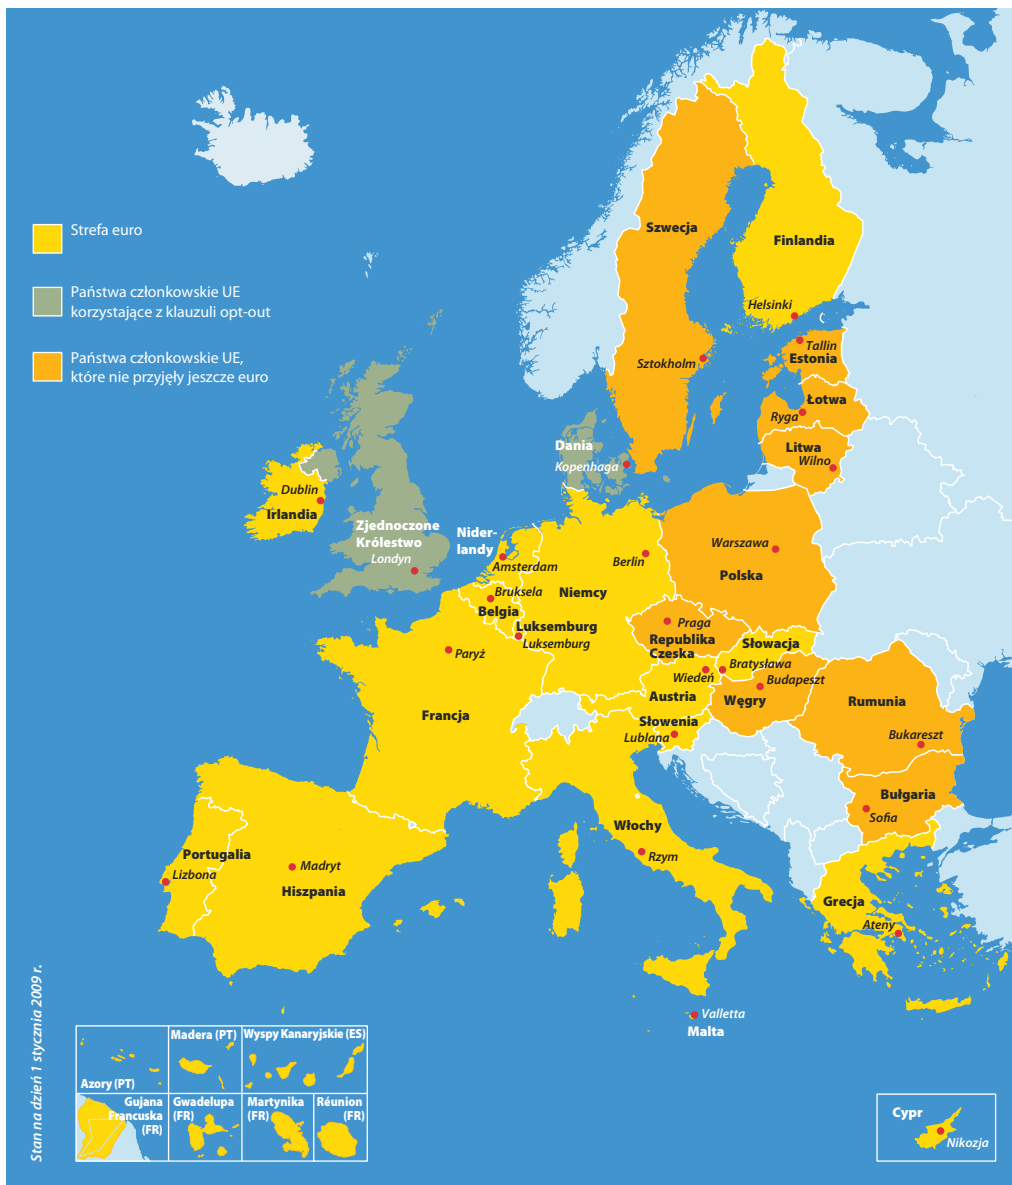 Strefa euro
Państwa członkowskie UE
korzystające z klauzuli opt-out
Państwa członkowskie UE,
które nie przyjęły jeszcze euro
Szwecja
Finlandia
Helsinki
Tallin
Estonia
Sztokholm
Łotwa
Ryga
Litwa
Wilno
Dania
Kopenhaga
Dublin
Irlandia
Zjednoczone
Królestwo
Londyn
Nider-
landy
Amsterdam
Berlin
Warszawa
Polska
Bruksela
Belgia
Niemcy
Luksemburg
Luksemburg
Praga
Republika
Czeska
Słowacja
Bratysława
Paryż
Wiedeń
Austria
Budapeszt
Węgry
Rumunia
Bukareszt
Francja
Słowenia
Lublana
Bułgaria
Sofia
Włochy
Rzym
Portugalia
Lizbona
Madryt
Hiszpania
Grecja
Ateny
Valletta
Malta
Stan na dzień 1 stycznia 2009 r.
Azory (PT)
Madera (PT)
Wyspy Kanaryjskie (ES)
Gujana
Francuska
(FR)
Gwadelupa
(FR)
Martynika
(FR)
Réunion
(FR)
Cypr
Nikozja